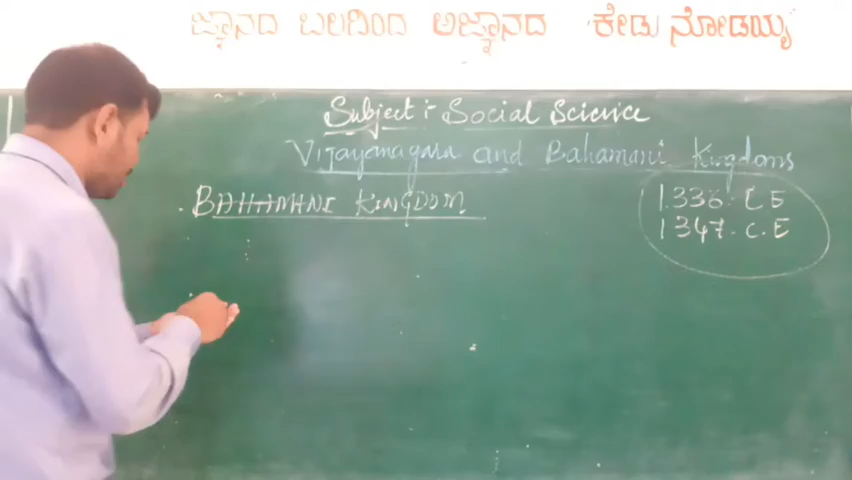 ಜ್ಞಾನದ ಬಲದಿಂದ ಅಜ್ಞಾನದ ಕೇಡು ನೋಡಯ್ಯ
Subject :- Social Science
Vijayanagara and Bahamani Kingdoms
BAHAMANI KINGDOM
1336. C E
1347. C. E